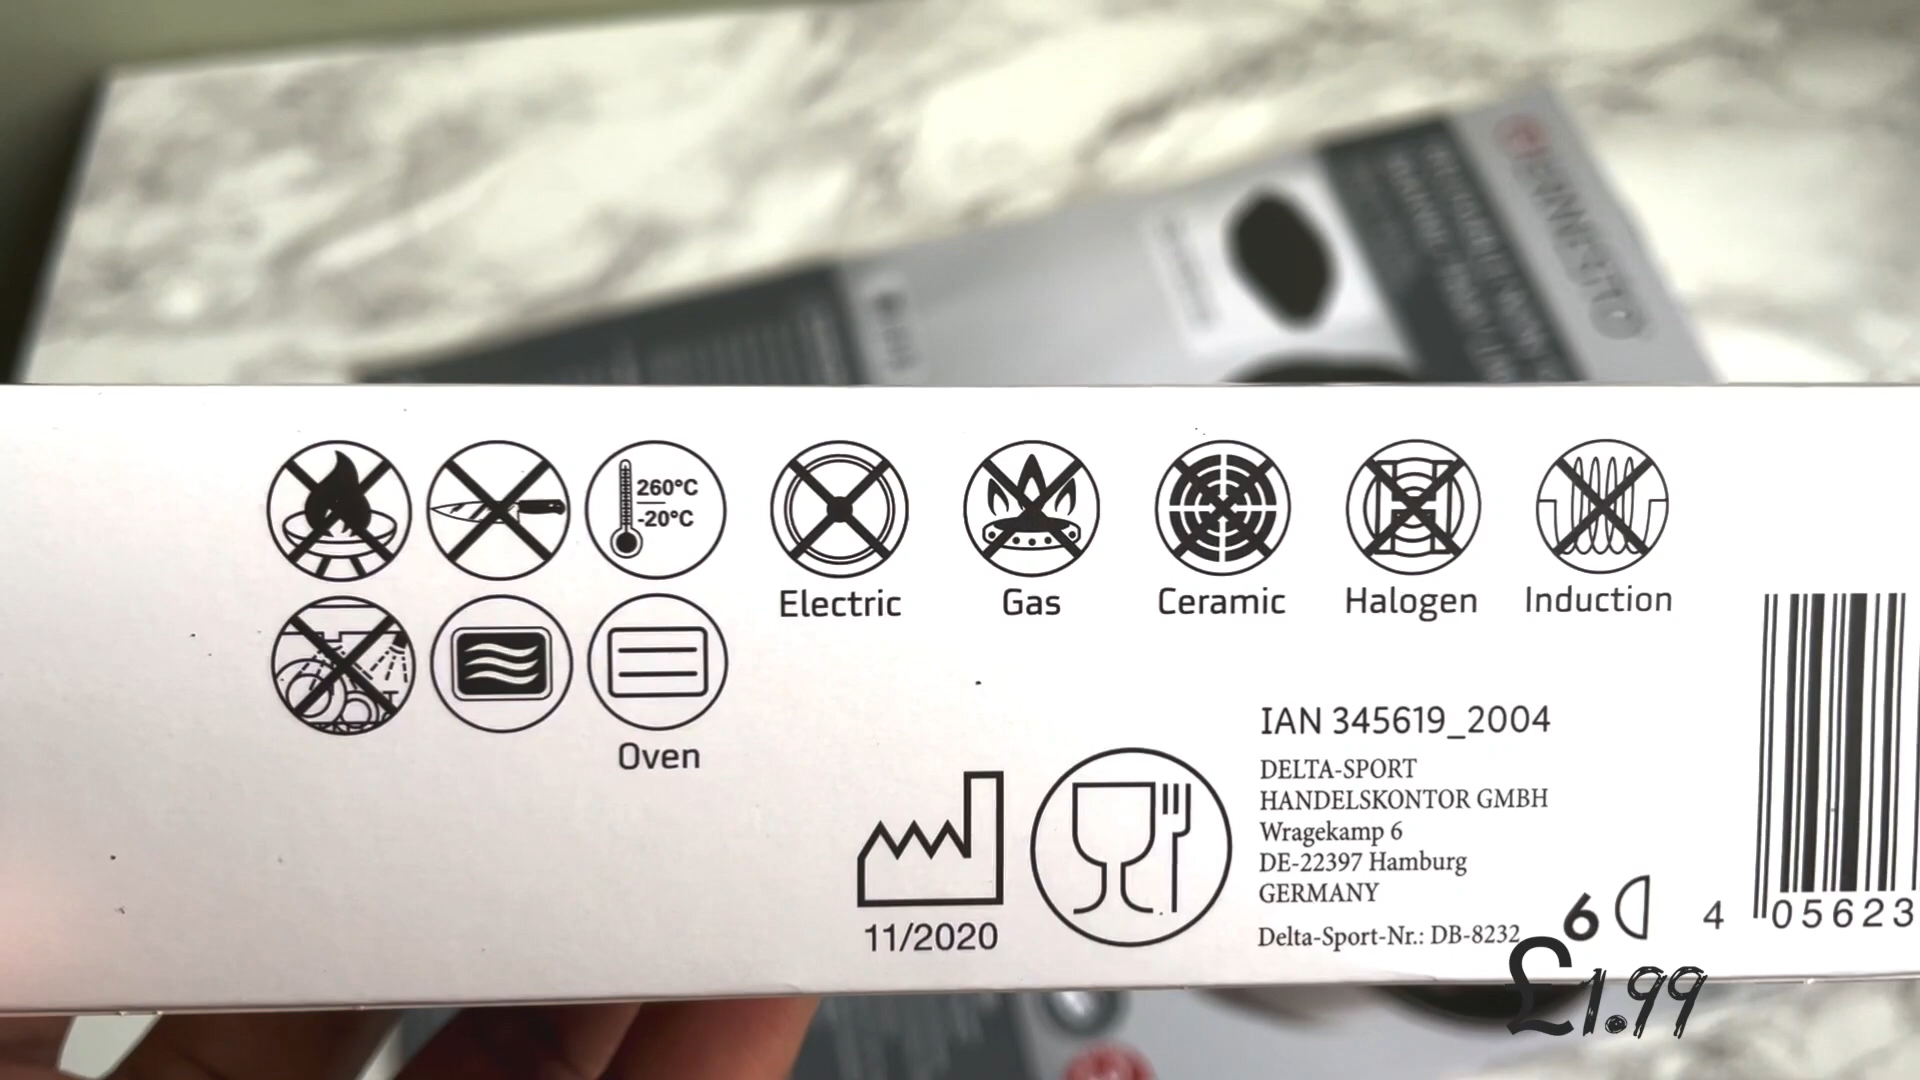 260°C
-20°C
Electric
Gas
Ceramic
Halogen
Induction
Oven
IAN 345619_2004
DELTA-SPORT
HANDELSKONTOR GMBH
Wragekamp 6
DE-22397 Hamburg
GERMANY
Delta-Sport-Nr.: DB-8232
11/2020
6
4 05623
£1.99